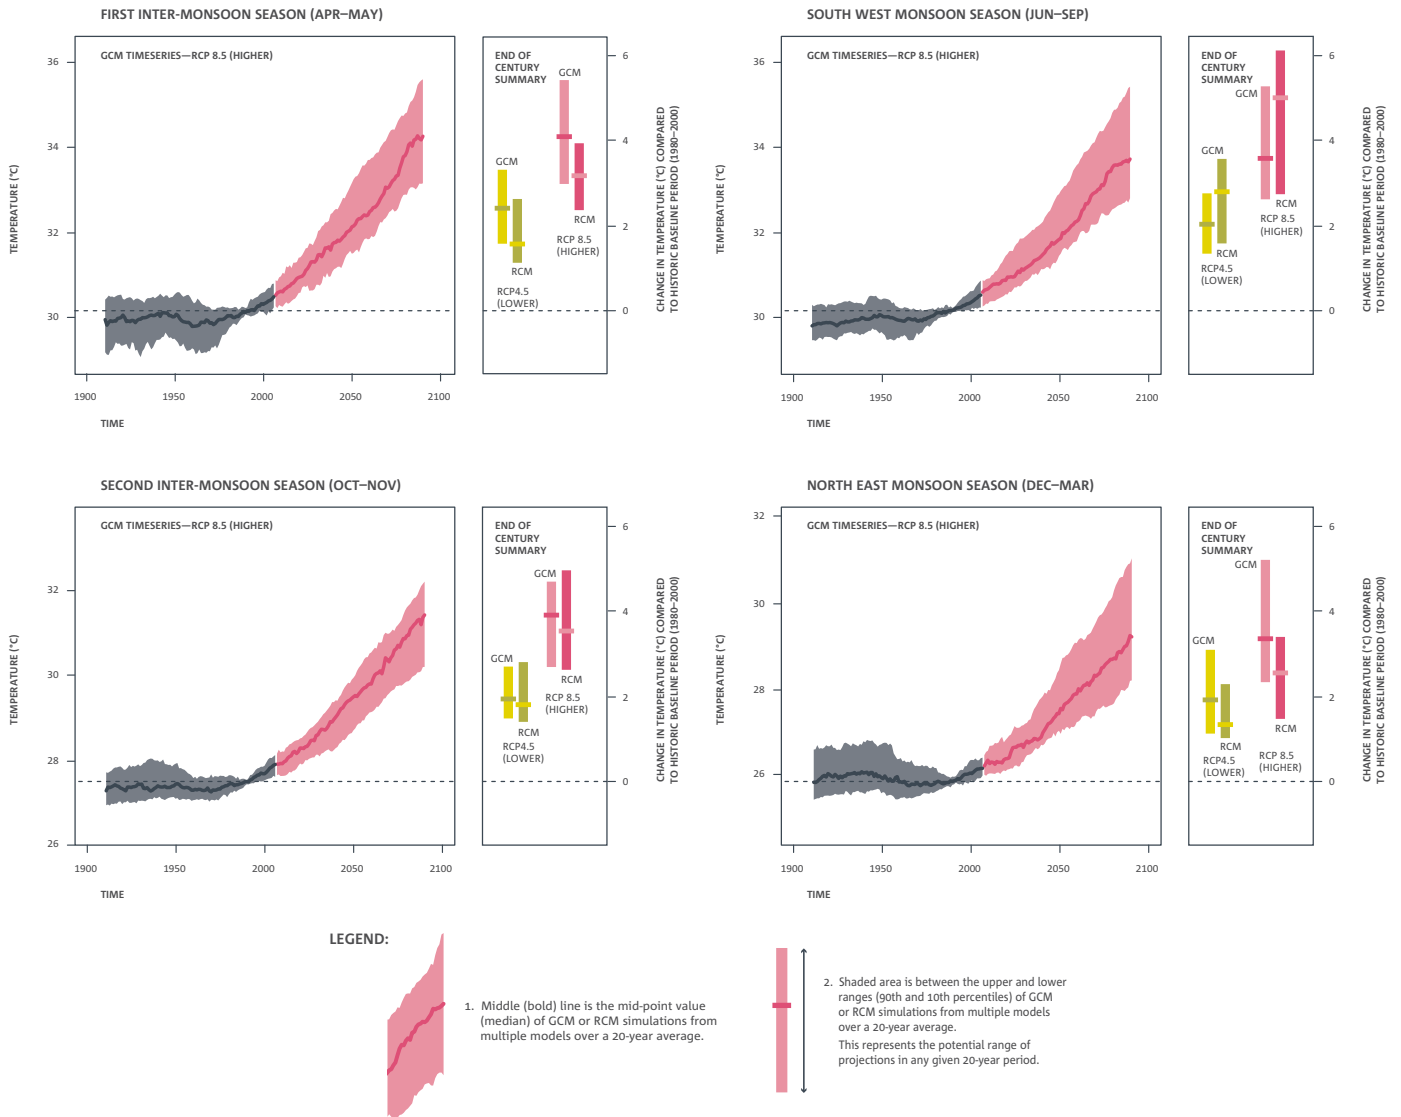 FIRST INTER-MONSOON SEASON (APR–MAY)
GCM TIMESERIES—RCP 8.5 (HIGHER)
36
34
32
30
TEMPERATURE (°C)
1900
1950
2000
2050
2100
TIME
END OF
CENTURY
SUMMARY
GCM
GCM
RCM
RCP 8.5
(HIGHER)
RCM
RCP4.5
(LOWER)
6
4
2
0
CHANGE IN TEMPERATURE (°C) COMPARED
TO HISTORIC BASELINE PERIOD (1980–2000)
SOUTH WEST MONSOON SEASON (JUN–SEP)
GCM TIMESERIES—RCP 8.5 (HIGHER)
36
34
32
30
TEMPERATURE (°C)
1900
1950
2000
2050
2100
TIME
END OF
CENTURY
SUMMARY
GCM
GCM
RCM
RCP 8.5
(HIGHER)
RCM
RCP4.5
(LOWER)
6
4
2
0
CHANGE IN TEMPERATURE (°C) COMPARED
TO HISTORIC BASELINE PERIOD (1980–2000)
SECOND INTER-MONSOON SEASON (OCT–NOV)
GCM TIMESERIES—RCP 8.5 (HIGHER)
32
30
28
26
TEMPERATURE (°C)
1900
1950
2000
2050
2100
TIME
END OF
CENTURY
SUMMARY
GCM
GCM
RCM
RCP 8.5
(HIGHER)
RCM
RCP4.5
(LOWER)
6
4
2
0
CHANGE IN TEMPERATURE (°C) COMPARED
TO HISTORIC BASELINE PERIOD (1980–2000)
NORTH EAST MONSOON SEASON (DEC–MAR)
GCM TIMESERIES—RCP 8.5 (HIGHER)
32
30
28
26
TEMPERATURE (°C)
1900
1950
2000
2050
2100
TIME
END OF
CENTURY
SUMMARY
GCM
GCM
RCM
RCM
RCP4.5
(LOWER)
RCP 8.5
(HIGHER)
6
4
2
0
CHANGE IN TEMPERATURE (°C) COMPARED
TO HISTORIC BASELINE PERIOD (1980–2000)
LEGEND:
1. Middle (bold) line is the mid-point value
(median) of GCM or RCM simulations from
multiple models over a 20-year average.
2. Shaded area is between the upper and lower
ranges (90th and 10th percentiles) of GCM
or RCM simulations from multiple models
over a 20-year average.
This represents the potential range of
projections in any given 20-year period.